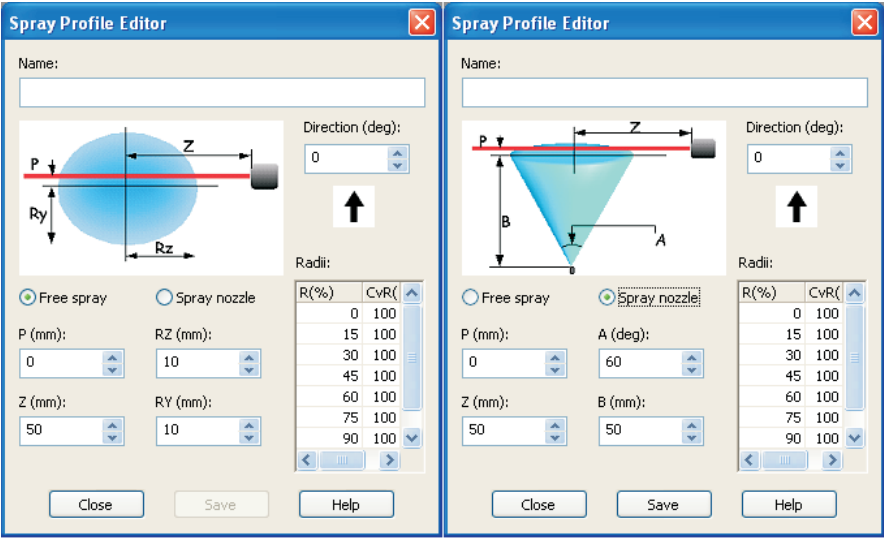 Spray Profile Editor
Name:
Direction (deg):
0
Z
P
Ry
Rz
Radii:
R(%) CvR(
0 100
15 100
30 100
45 100
60 100
75 100
90 100
Free spray Spray nozzle
P (mm): RZ (mm):
0 10
Z (mm): RY (mm):
50 10
Close Save Help
Spray Profile Editor
Name:
Direction (deg):
0
Z
P
B
A
Radii:
R(%) CvR(
0 100
15 100
30 100
45 100
60 100
75 100
90 100
Free spray Spray nozzle
P (mm): A (deg):
0 60
Z (mm): B (mm):
50 50
Close Save Help